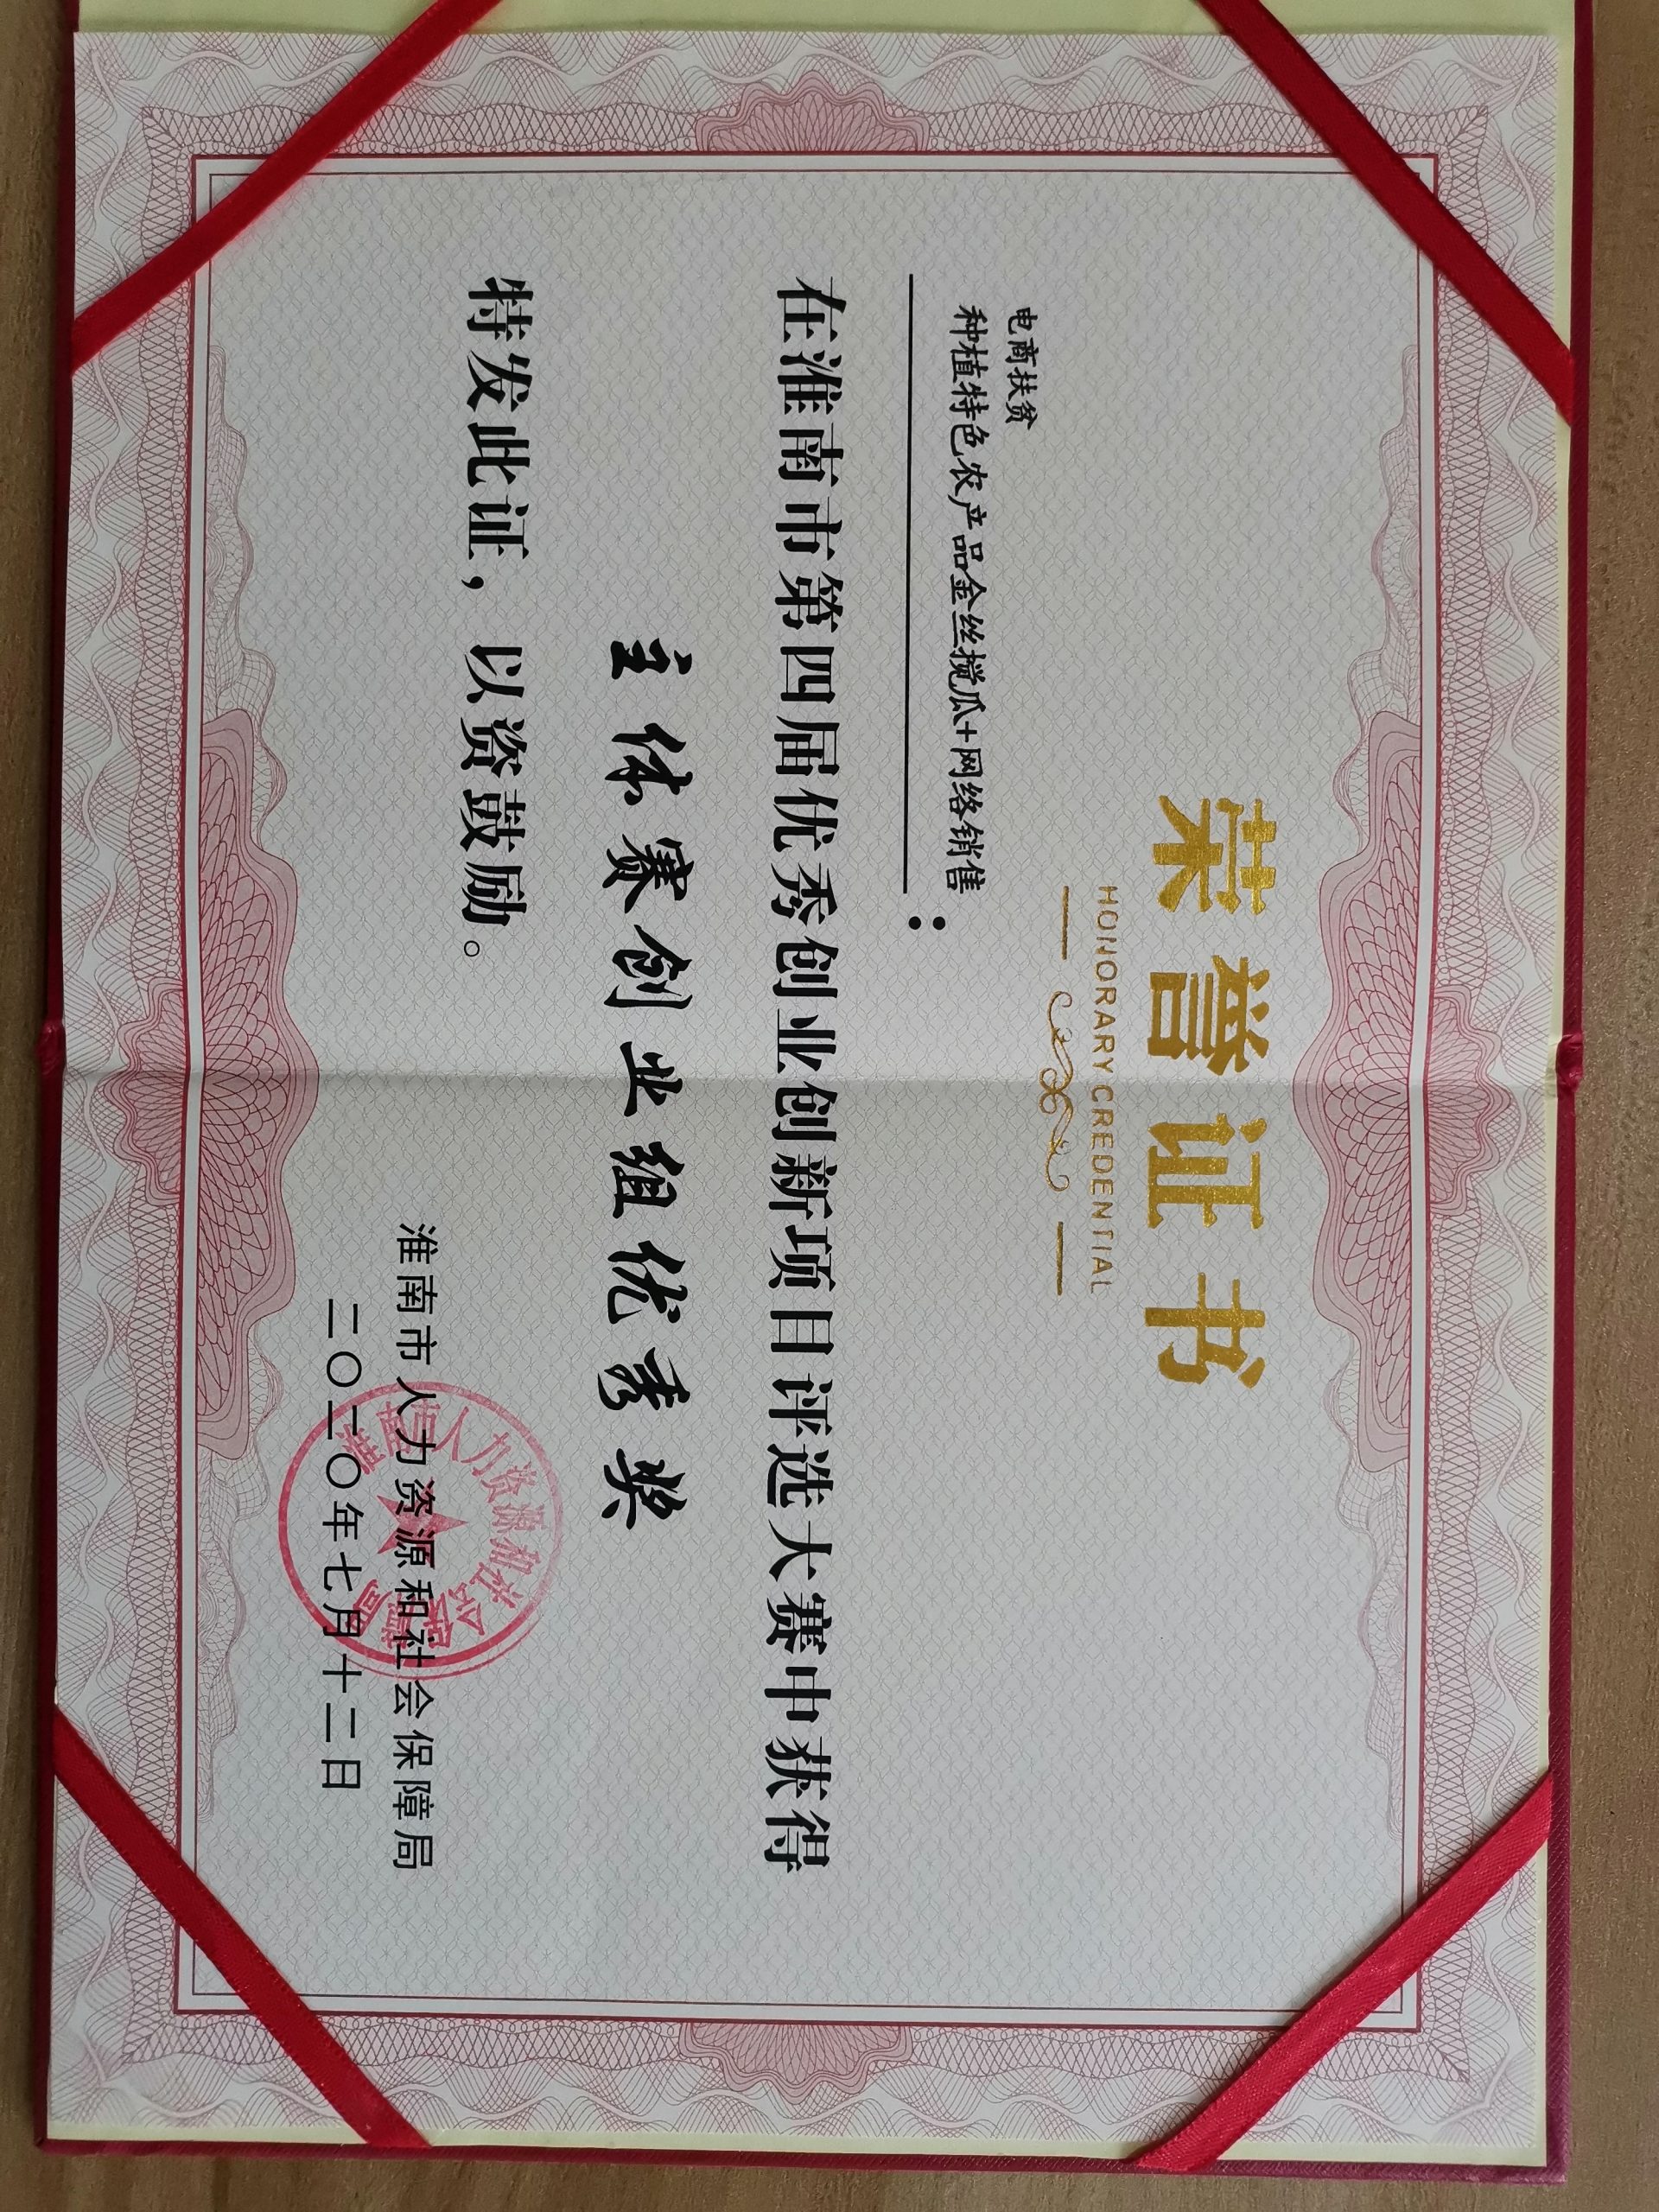 荣誉证书
HONORARY CREDENTIAL
电商扶贫
种植特色农产品金丝搅瓜+网络销售：
在淮南市第四届优秀创业创新项目评选大赛中获得
主体赛创业组优秀奖
特发此证，以资鼓励。
淮南市人力资源和社会保障局
二〇二〇年七月十二日